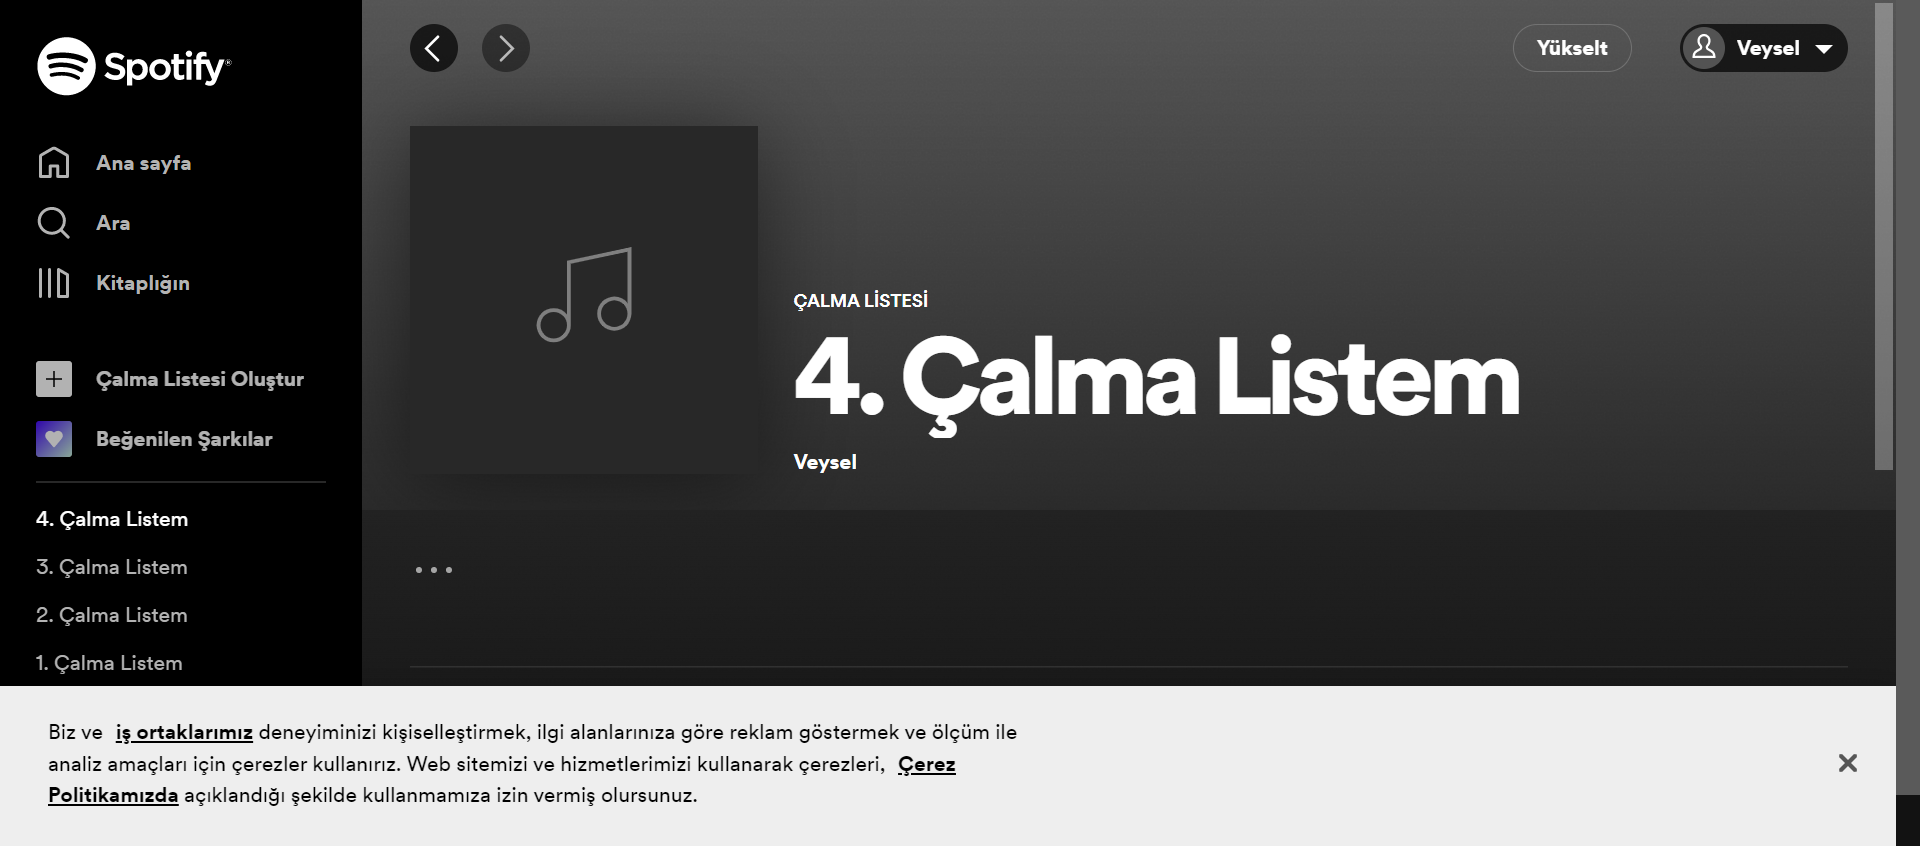 Spotify®
Ana sayfa
Ara
Kitaplığın
Çalma Listesi Oluştur
Beğenilen Şarkılar
4. Çalma Listem
3. Çalma Listem
2. Çalma Listem
1. Çalma Listem
Yükselt
Veysel
ÇALMA LİSTESİ
4. Çalma Listem
Veysel
Biz ve iş ortaklarımız deneyiminizi kişiselleştirmek, ilgi alanlarınıza göre reklam göstermek ve ölçüm ile
analiz amaçları için çerezler kullanırız. Web sitemizi ve hizmetlerimizi kullanarak çerezleri, Çerez
Politikamızda açıklandığı şekilde kullanmamıza izin vermiş olursunuz.